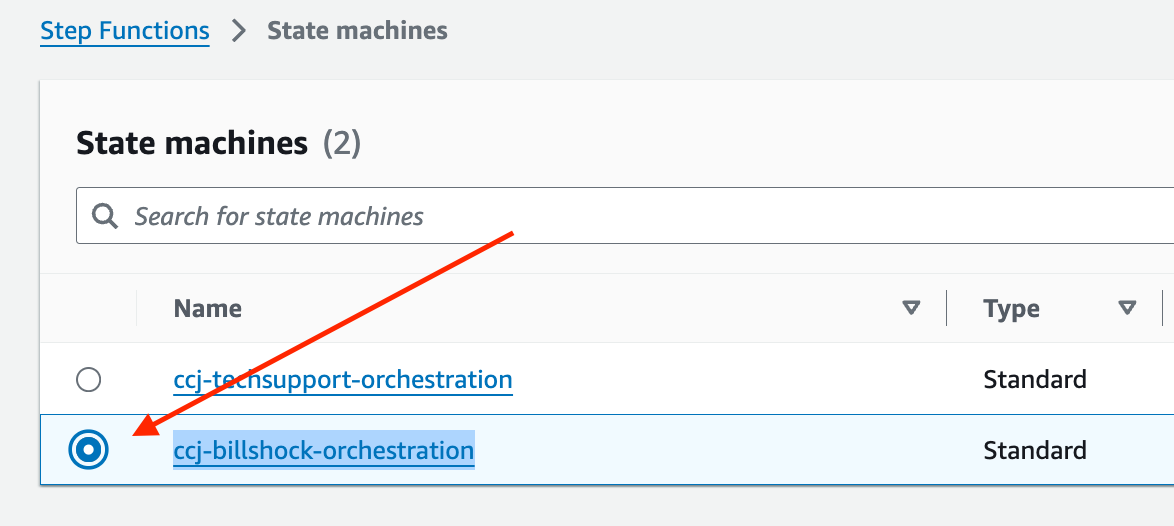 Step Functions > State machines
State machines (2)
Search for state machines
Name Type
ccj-techsupport-orchestration Standard
ccj-billshock-orchestration Standard